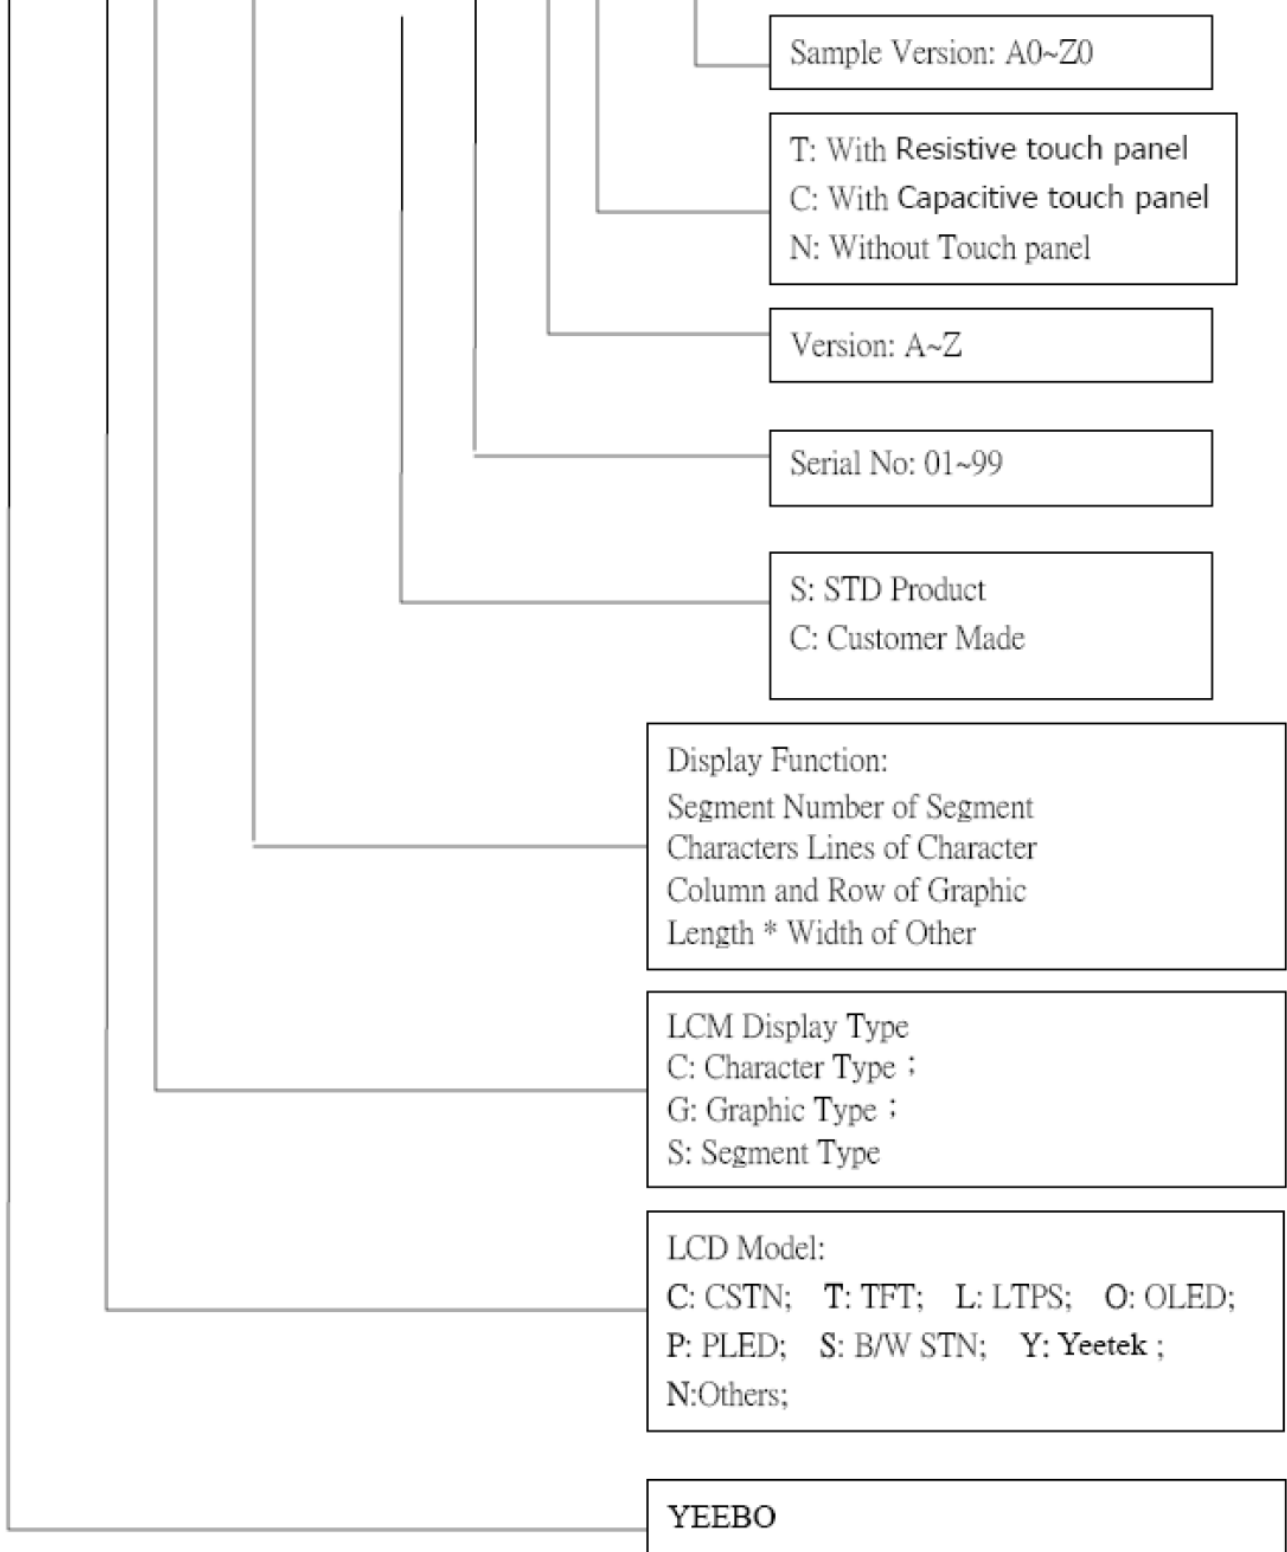 Sample Version: A0~Z0
T: With Resistive touch panel
C: With Capacitive touch panel
N: Without Touch panel
Version: A~Z
Serial No: 01~99
S: STD Product
C: Customer Made
Display Function:
Segment Number of Segment
Characters Lines of Character
Column and Row of Graphic
Length * Width of Other
LCM Display Type
C: Character Type；
G: Graphic Type；
S: Segment Type
LCD Model:
C: CSTN; T: TFT; L: LTPS; O: OLED;
P: PLED; S: B/W STN; Y: Yeetek ;
N:Others;
YEEBO